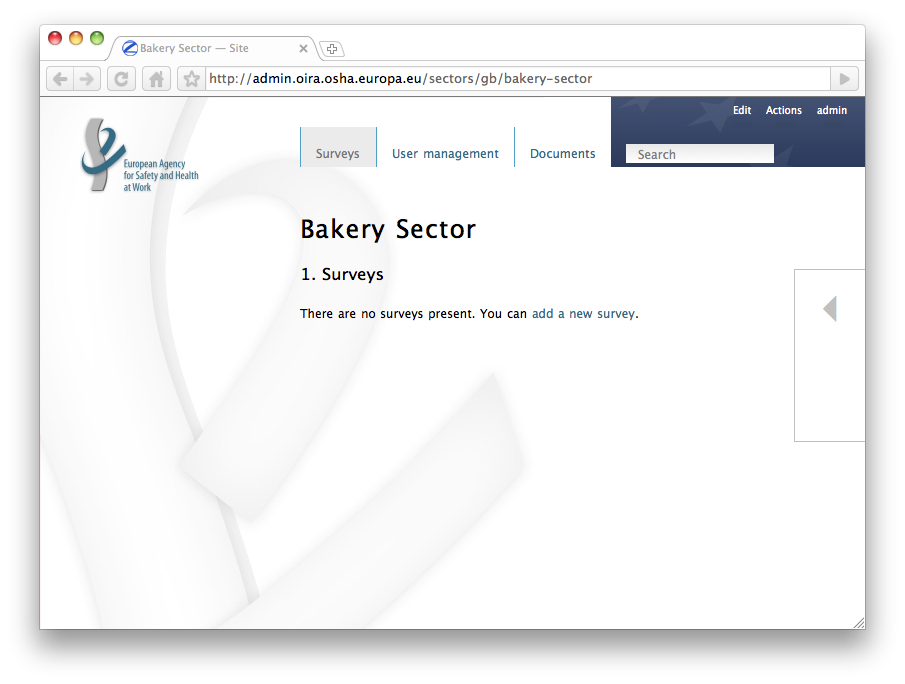 Bakery Sector — Site
http://admin.oira.osha.europa.eu/sectors/gb/bakery-sector
Edit Actions admin
European Agency
for Safety and Health
at Work
Surveys User management Documents Search
Bakery Sector
1. Surveys
There are no surveys present. You can add a new survey.